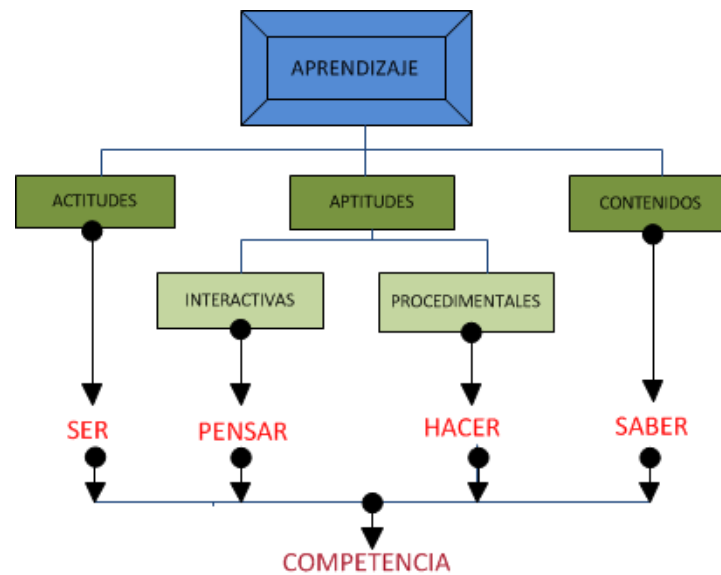 APRENDIZAJE
ACTITUDES
APTITUDES
CONTENIDOS
INTERACTIVAS
PROCEDIMENTALES
SER
PENSAR
HACER
SABER
COMPETENCIA